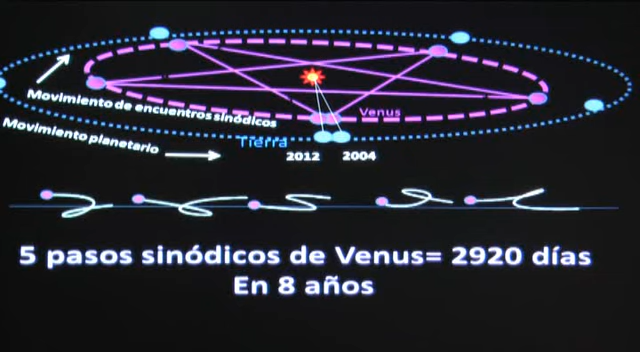 Movimiento de encuentros sinódicos
Venus
Movimiento planetario
Tierra
2012 2004
5 pasos sinódicos de Venus= 2920 días
En 8 años